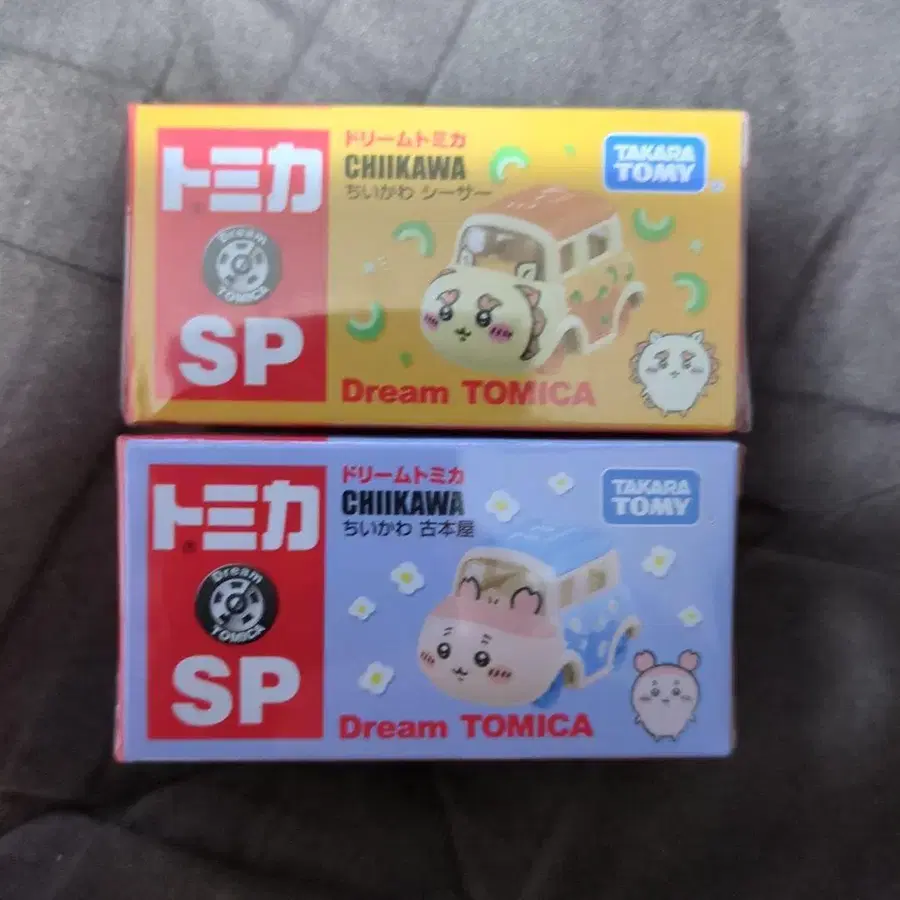 トミカ
Dream
TOMICA
SP
ドリームトミカ
CHIIKAWA
ちいかわ シーサー
TAKARA
TOMY
Dream TOMICA
トミカ
Dream
TOMICA
SP
ドリームトミカ
CHIIKAWA
ちいかわ 古本屋
TAKARA
TOMY
Dream TOMICA